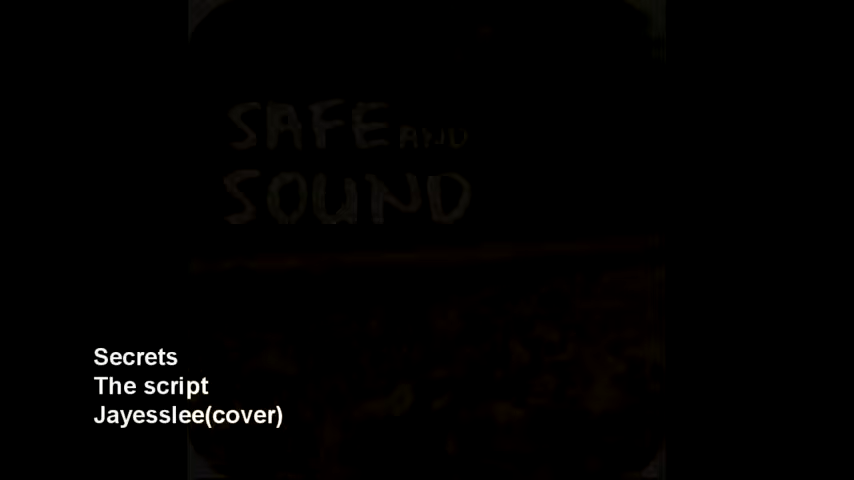 SAFE AND
SOUND
Secrets
The script
Jayesslee(cover)